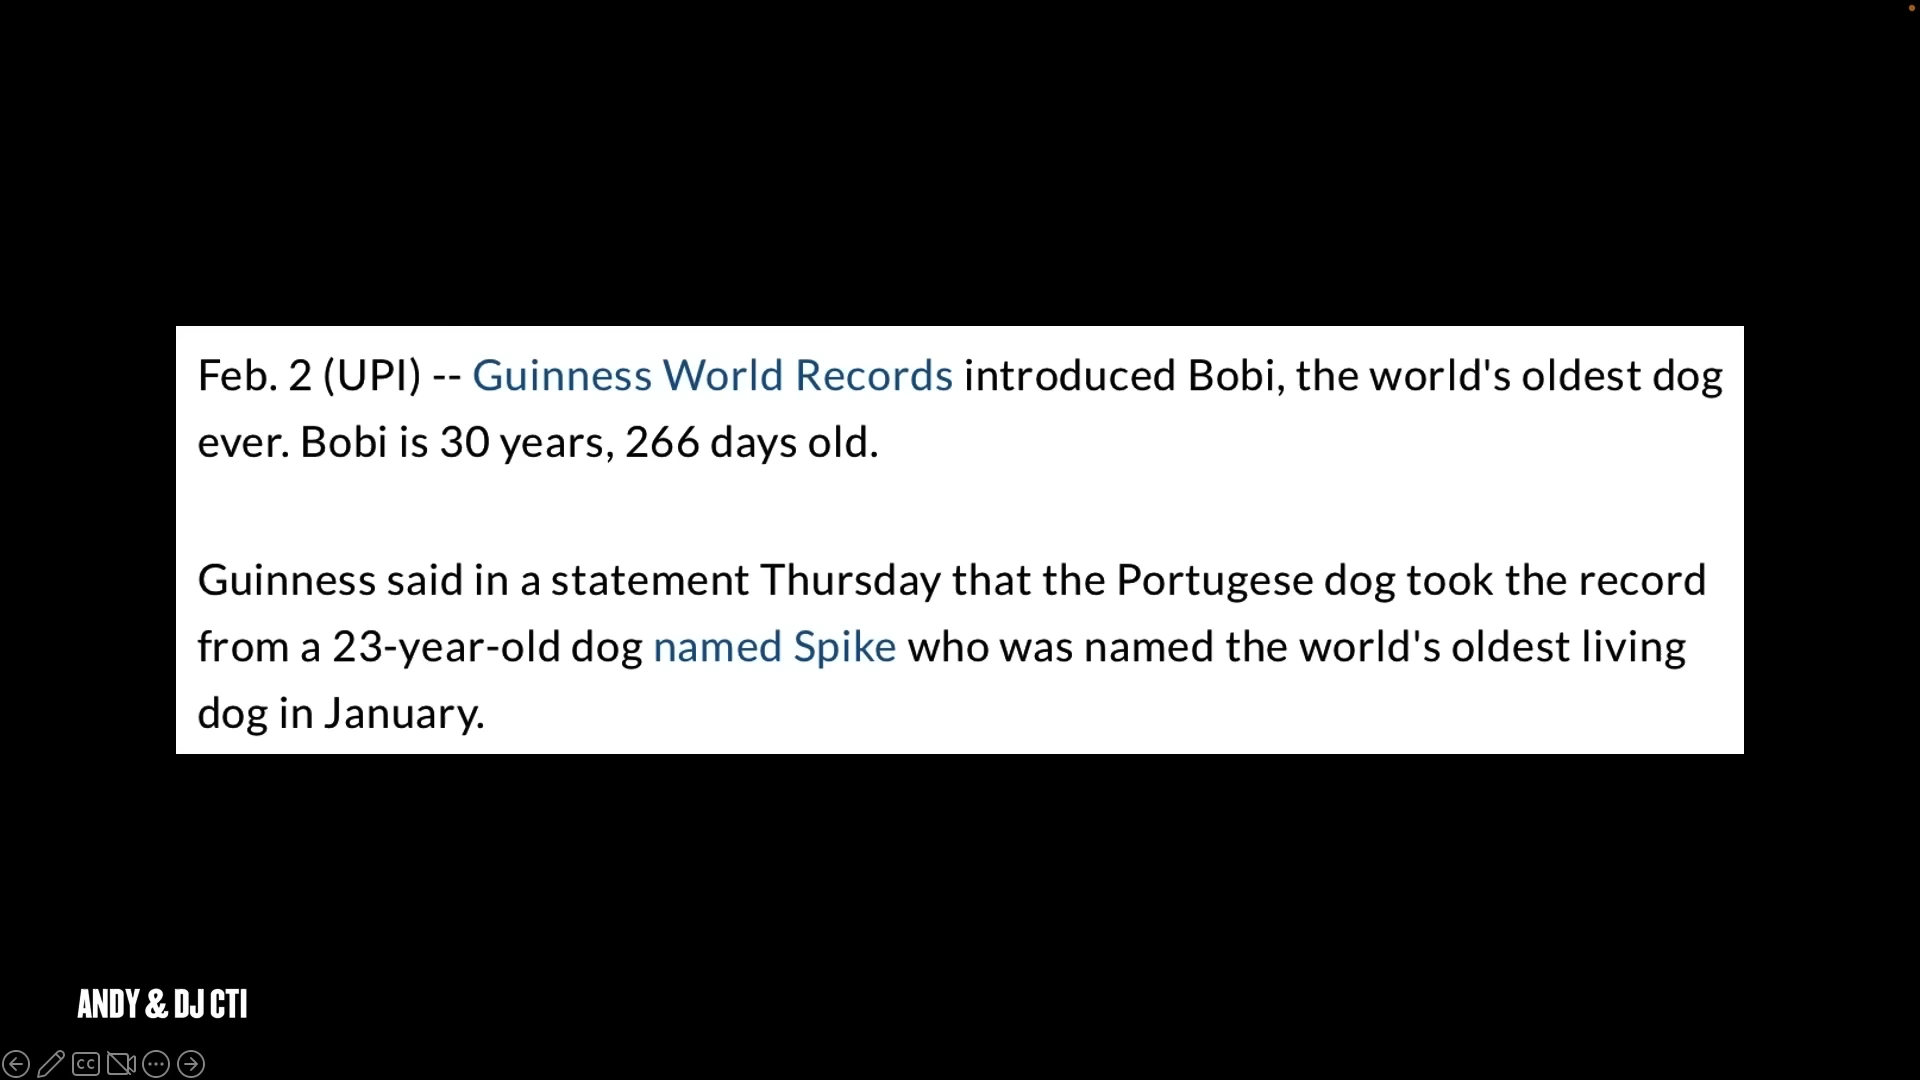 Feb. 2 (UPI) -- Guinness World Records introduced Bobi, the world's oldest dog
ever. Bobi is 30 years, 266 days old.
Guinness said in a statement Thursday that the Portugese dog took the record
from a 23-year-old dog named Spike who was named the world's oldest living
dog in January.
ANDY & DJ CTI
CC